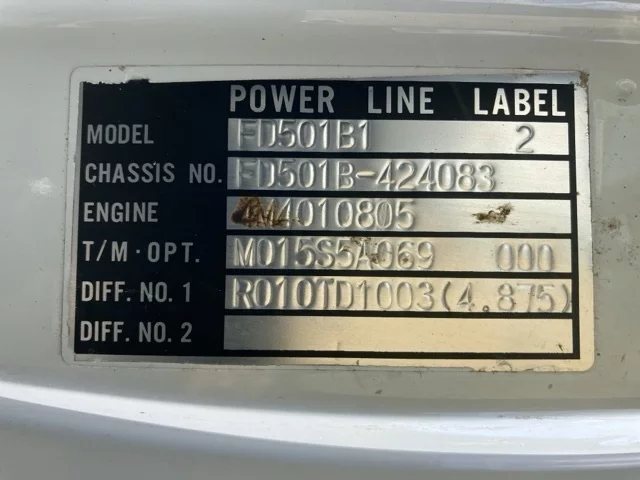 POWER LINE LABEL
MODEL FD501B1 2
CHASSIS NO. FD501B-424083
ENGINE 4M4010805
T/M·OPT. M015S5A069 000
DIFF. NO. 1 R010TD1003(4.875)
DIFF. NO. 2